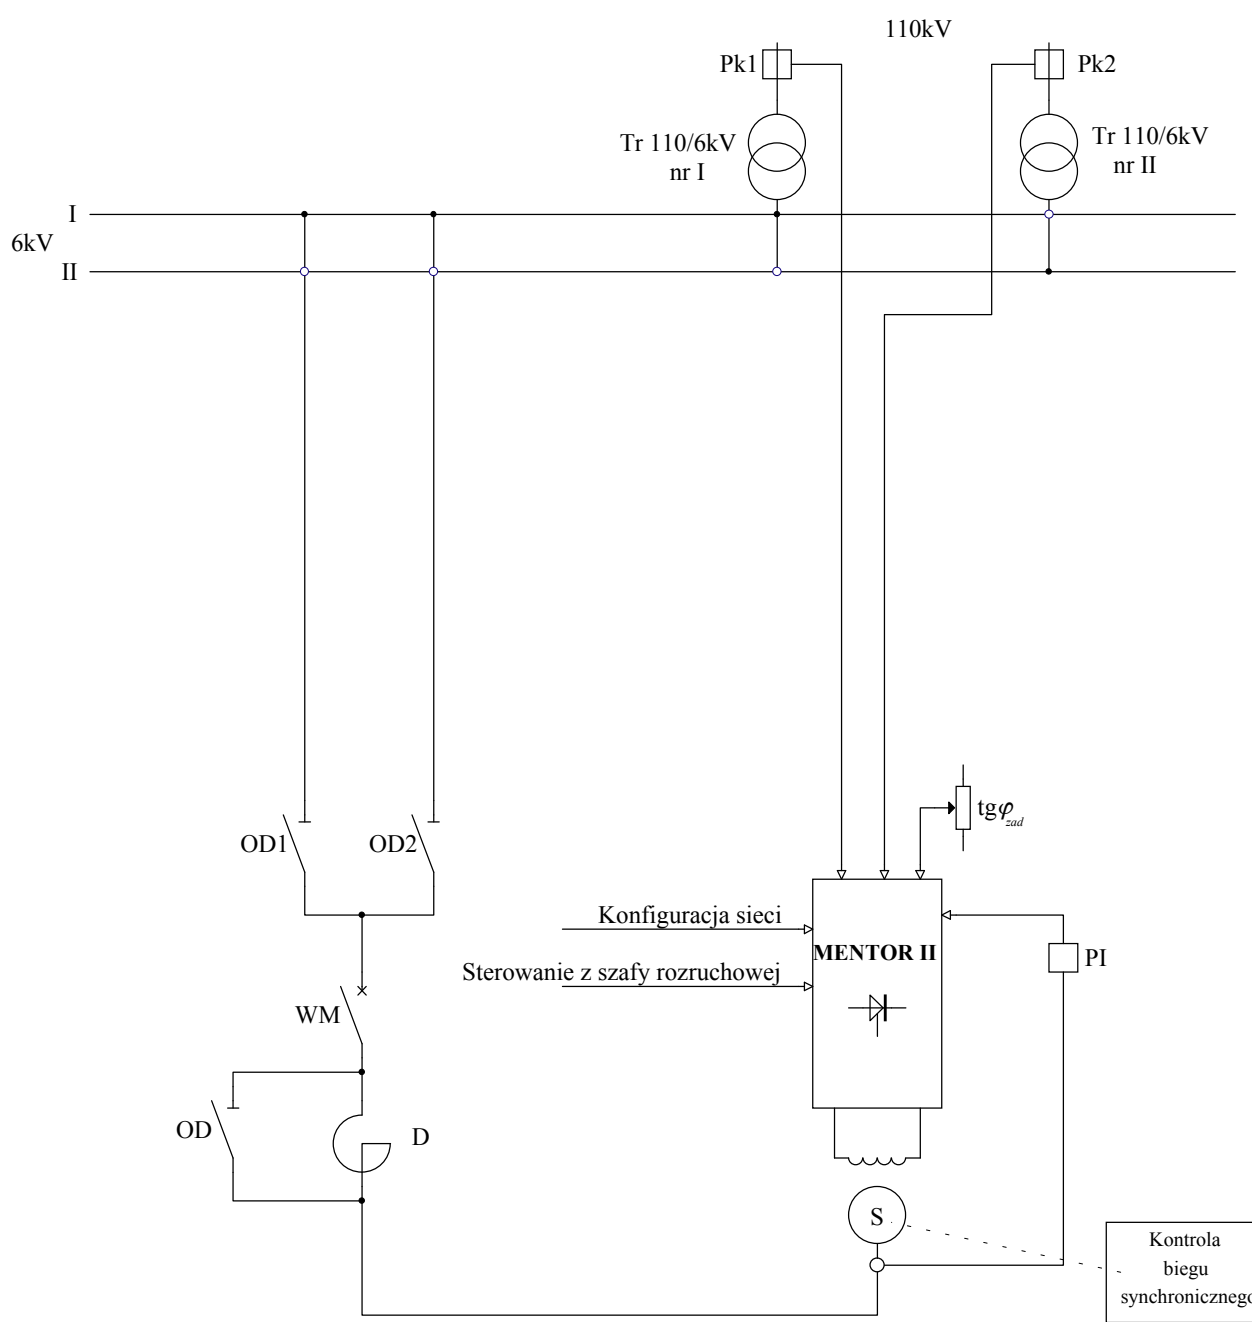 110kV
Pk1
Pk2
Tr 110/6kV
nr I
Tr 110/6kV
nr II
I
6kV
II
tgφzad
OD1
OD2
Konfiguracja sieci
MENTOR II
PI
Sterowanie z szafy rozruchowej
WM
OD
D
S
Kontrola
biegu
synchronicznego